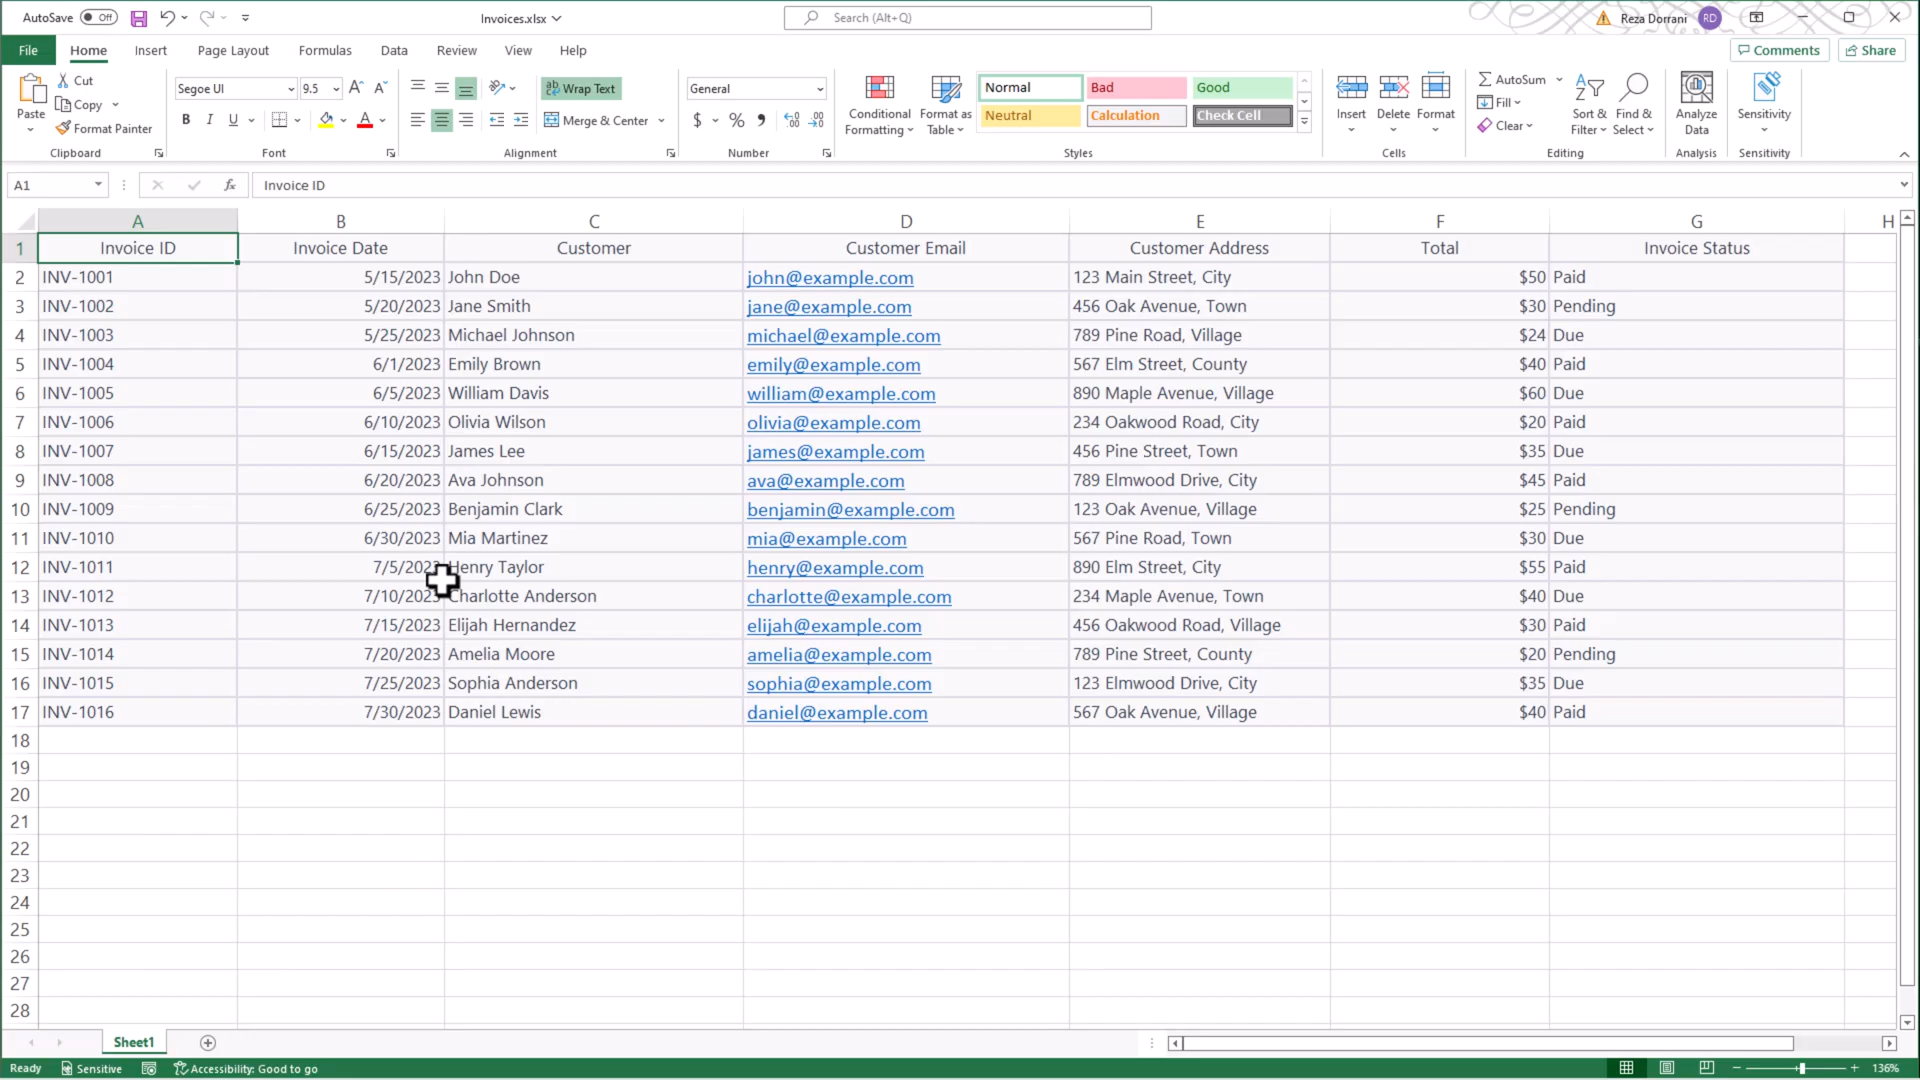 AutoSave Off Invoices.xlsx Search (Alt+Q) Reza Dorrani RD
File Home Insert Page Layout Formulas Data Review View Help Comments Share
Paste Cut Copy Format Painter
Segoe UI 9.5 A A
B I U A
ab Wrap Text
Merge & Center
General
$ % ,
Conditional Formatting
Format as Table
Normal Bad Good
Neutral Calculation Check Cell
Insert Delete Format
AutoSum
Fill
Clear
Sort & Filter
Find & Select
Analyze Data
Sensitivity
Clipboard Font Alignment Number Styles Cells Editing Analysis Sensitivity
A1 fx Invoice ID
A B C D E F G H
1 Invoice ID Invoice Date Customer Customer Email Customer Address Total Invoice Status
2 INV-1001 5/15/2023 John Doe john@example.com 123 Main Street, City $50 Paid
3 INV-1002 5/20/2023 Jane Smith jane@example.com 456 Oak Avenue, Town $30 Pending
4 INV-1003 5/25/2023 Michael Johnson michael@example.com 789 Pine Road, Village $24 Due
5 INV-1004 6/1/2023 Emily Brown emily@example.com 567 Elm Street, County $40 Paid
6 INV-1005 6/5/2023 William Davis william@example.com 890 Maple Avenue, Village $60 Due
7 INV-1006 6/10/2023 Olivia Wilson olivia@example.com 234 Oakwood Road, City $20 Paid
8 INV-1007 6/15/2023 James Lee james@example.com 456 Pine Street, Town $35 Due
9 INV-1008 6/20/2023 Ava Johnson ava@example.com 789 Elmwood Drive, City $45 Paid
10 INV-1009 6/25/2023 Benjamin Clark benjamin@example.com 123 Oak Avenue, Village $25 Pending
11 INV-1010 6/30/2023 Mia Martinez mia@example.com 567 Pine Road, Town $30 Due
12 INV-1011 7/5/2023 Henry Taylor henry@example.com 890 Elm Street, City $55 Paid
13 INV-1012 7/10/2023 Charlotte Anderson charlotte@example.com 234 Maple Avenue, Town $40 Due
14 INV-1013 7/15/2023 Elijah Hernandez elijah@example.com 456 Oakwood Road, Village $30 Paid
15 INV-1014 7/20/2023 Amelia Moore amelia@example.com 789 Pine Street, County $20 Pending
16 INV-1015 7/25/2023 Sophia Anderson sophia@example.com 123 Elmwood Drive, City $35 Due
17 INV-1016 7/30/2023 Daniel Lewis daniel@example.com 567 Oak Avenue, Village $40 Paid
18
19
20
21
22
23
24
25
26
27
28
Sheet1
Ready Sensitive Accessibility: Good to go 136%